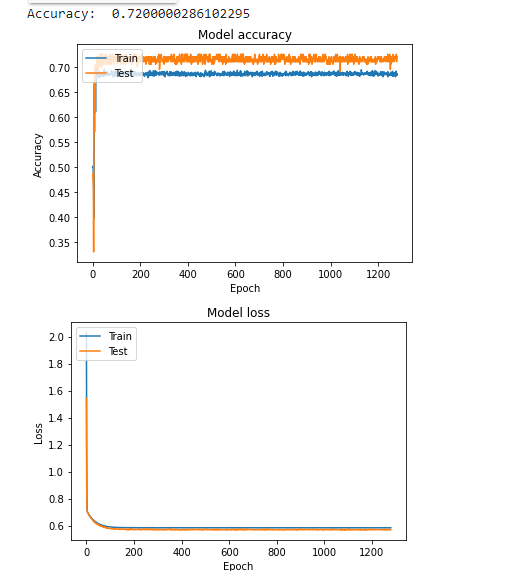 Accuracy:  0.7200000286102295
Model accuracy
Train
Test
0.70
0.65
0.60
0.55
0.50
0.45
0.40
0.35
Accuracy
0 200 400 600 800 1000 1200
Epoch
Model loss
Train
Test
2.0
1.8
1.6
1.4
1.2
1.0
0.8
0.6
Loss
0 200 400 600 800 1000 1200
Epoch